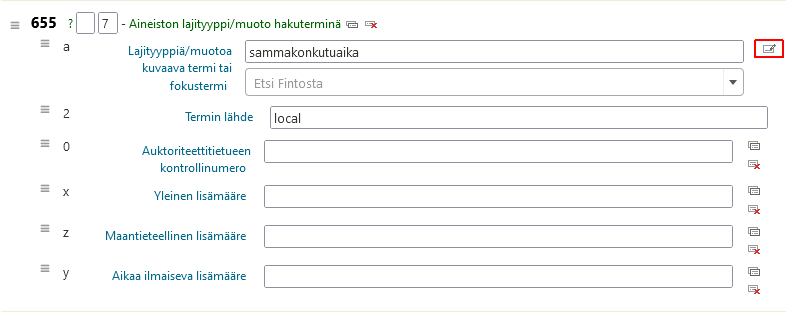 655 ? 7 - Aineiston lajityyppi/muoto hakuterminä
a Lajityyppiä/muotoa kuvaava termi tai fokustermi sammakonkutuaika
Etsi Fintosta
2 Termin lähde local
0 Auktoriteettitietueen kontrollinumero
x Yleinen lisämääre
z Maantieteellinen lisämääre
y Aikaa ilmaiseva lisämääre